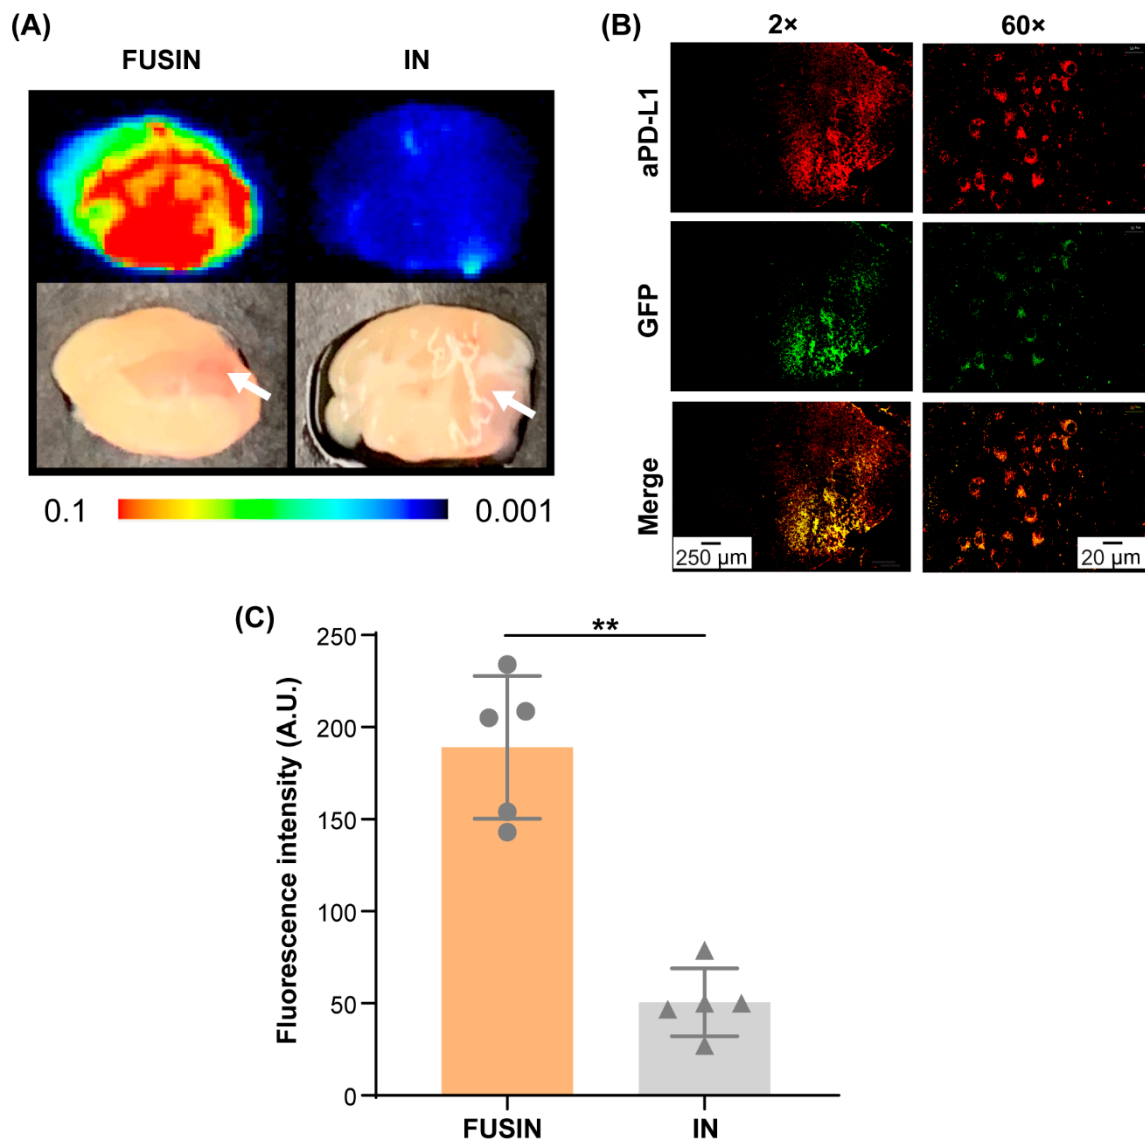 (A)
FUSIN
IN
0.1
0.001
(B)
2×
60×
aPD-L1
GFP
Merge
250 µm
20 µm
(C)
**
Fluorescence intensity (A.U.)
250
200
150
100
50
0
FUSIN
IN